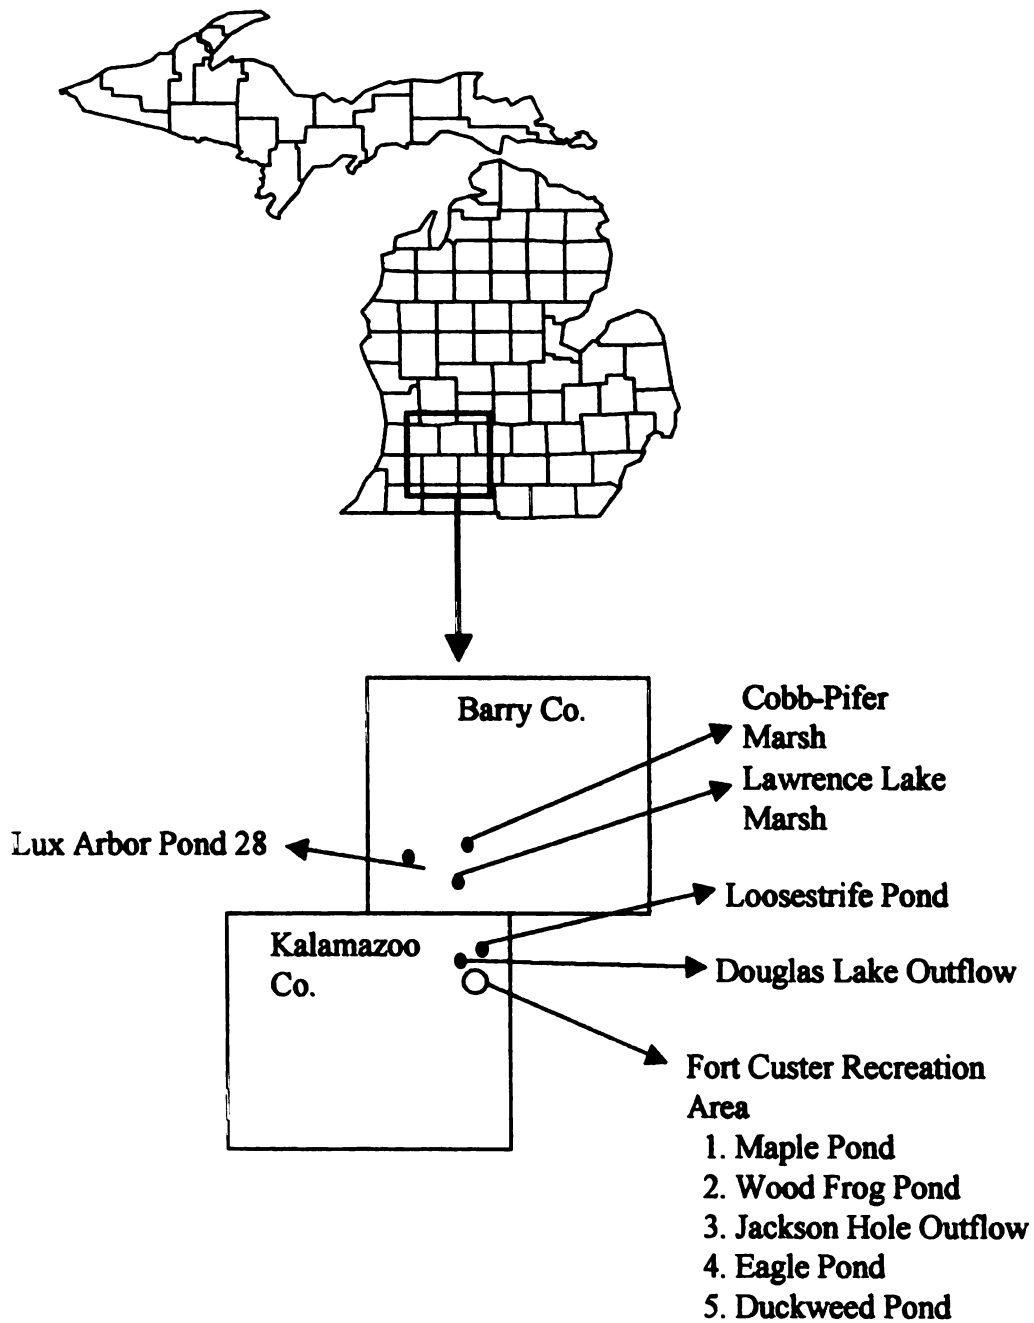 Barry Co.
Cobb-Pifer
Marsh
Lawrence Lake
Marsh
Lux Arbor Pond 28
Loosestrife Pond
Kalamazoo
Co.
Douglas Lake Outflow
Fort Custer Recreation
Area
1. Maple Pond
2. Wood Frog Pond
3. Jackson Hole Outflow
4. Eagle Pond
5. Duckweed Pond